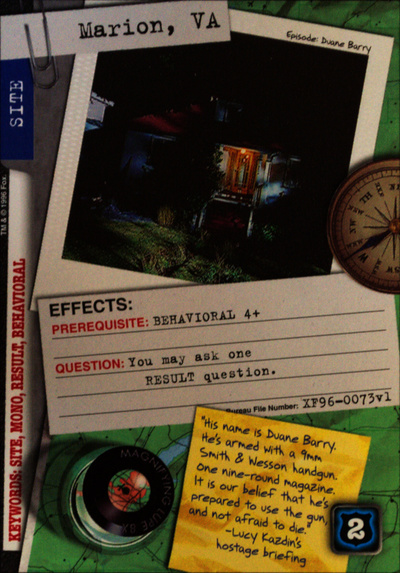 Marion, VA
Episode: Duane Barry
SITE
TM & © 1996 Fox.
KEYWORDS: SITE, MONO, RESULT, BEHAVIORAL
EFFECTS:
PREREQUISITE: BEHAVIORAL 4+
QUESTION: You may ask one
RESULT question.
Bureau File Number: XF96-0073v1
MAGNIFYING LUPE 8X
"His name is Duane Barry.
He's armed with a 9mm
Smith & Wesson handgun.
One nine-round magazine.
It is our belief that he's
prepared to use the gun,
and not afraid to die."
-Lucy Kazdin's
hostage briefing
2